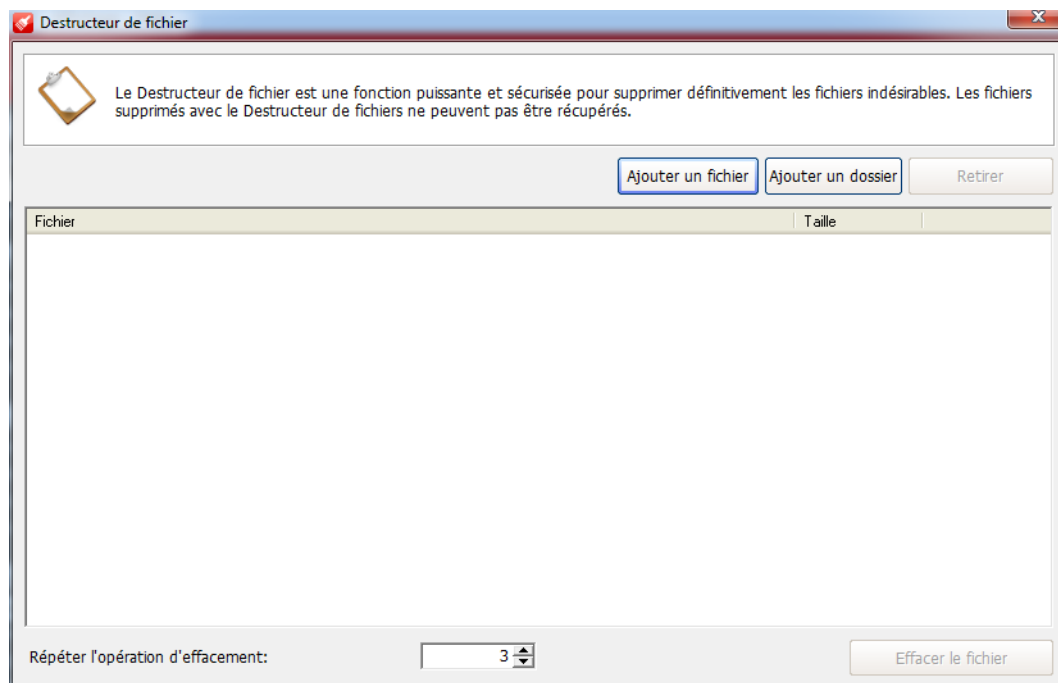 Destructeur de fichier
Le Destructeur de fichier est une fonction puissante et sécurisée pour supprimer définitivement les fichiers indésirables. Les fichiers
supprimés avec le Destructeur de fichiers ne peuvent pas être récupérés.
Ajouter un fichier Ajouter un dossier Retirer
Fichier Taille
Répéter l'opération d'effacement: 3 Effacer le fichier